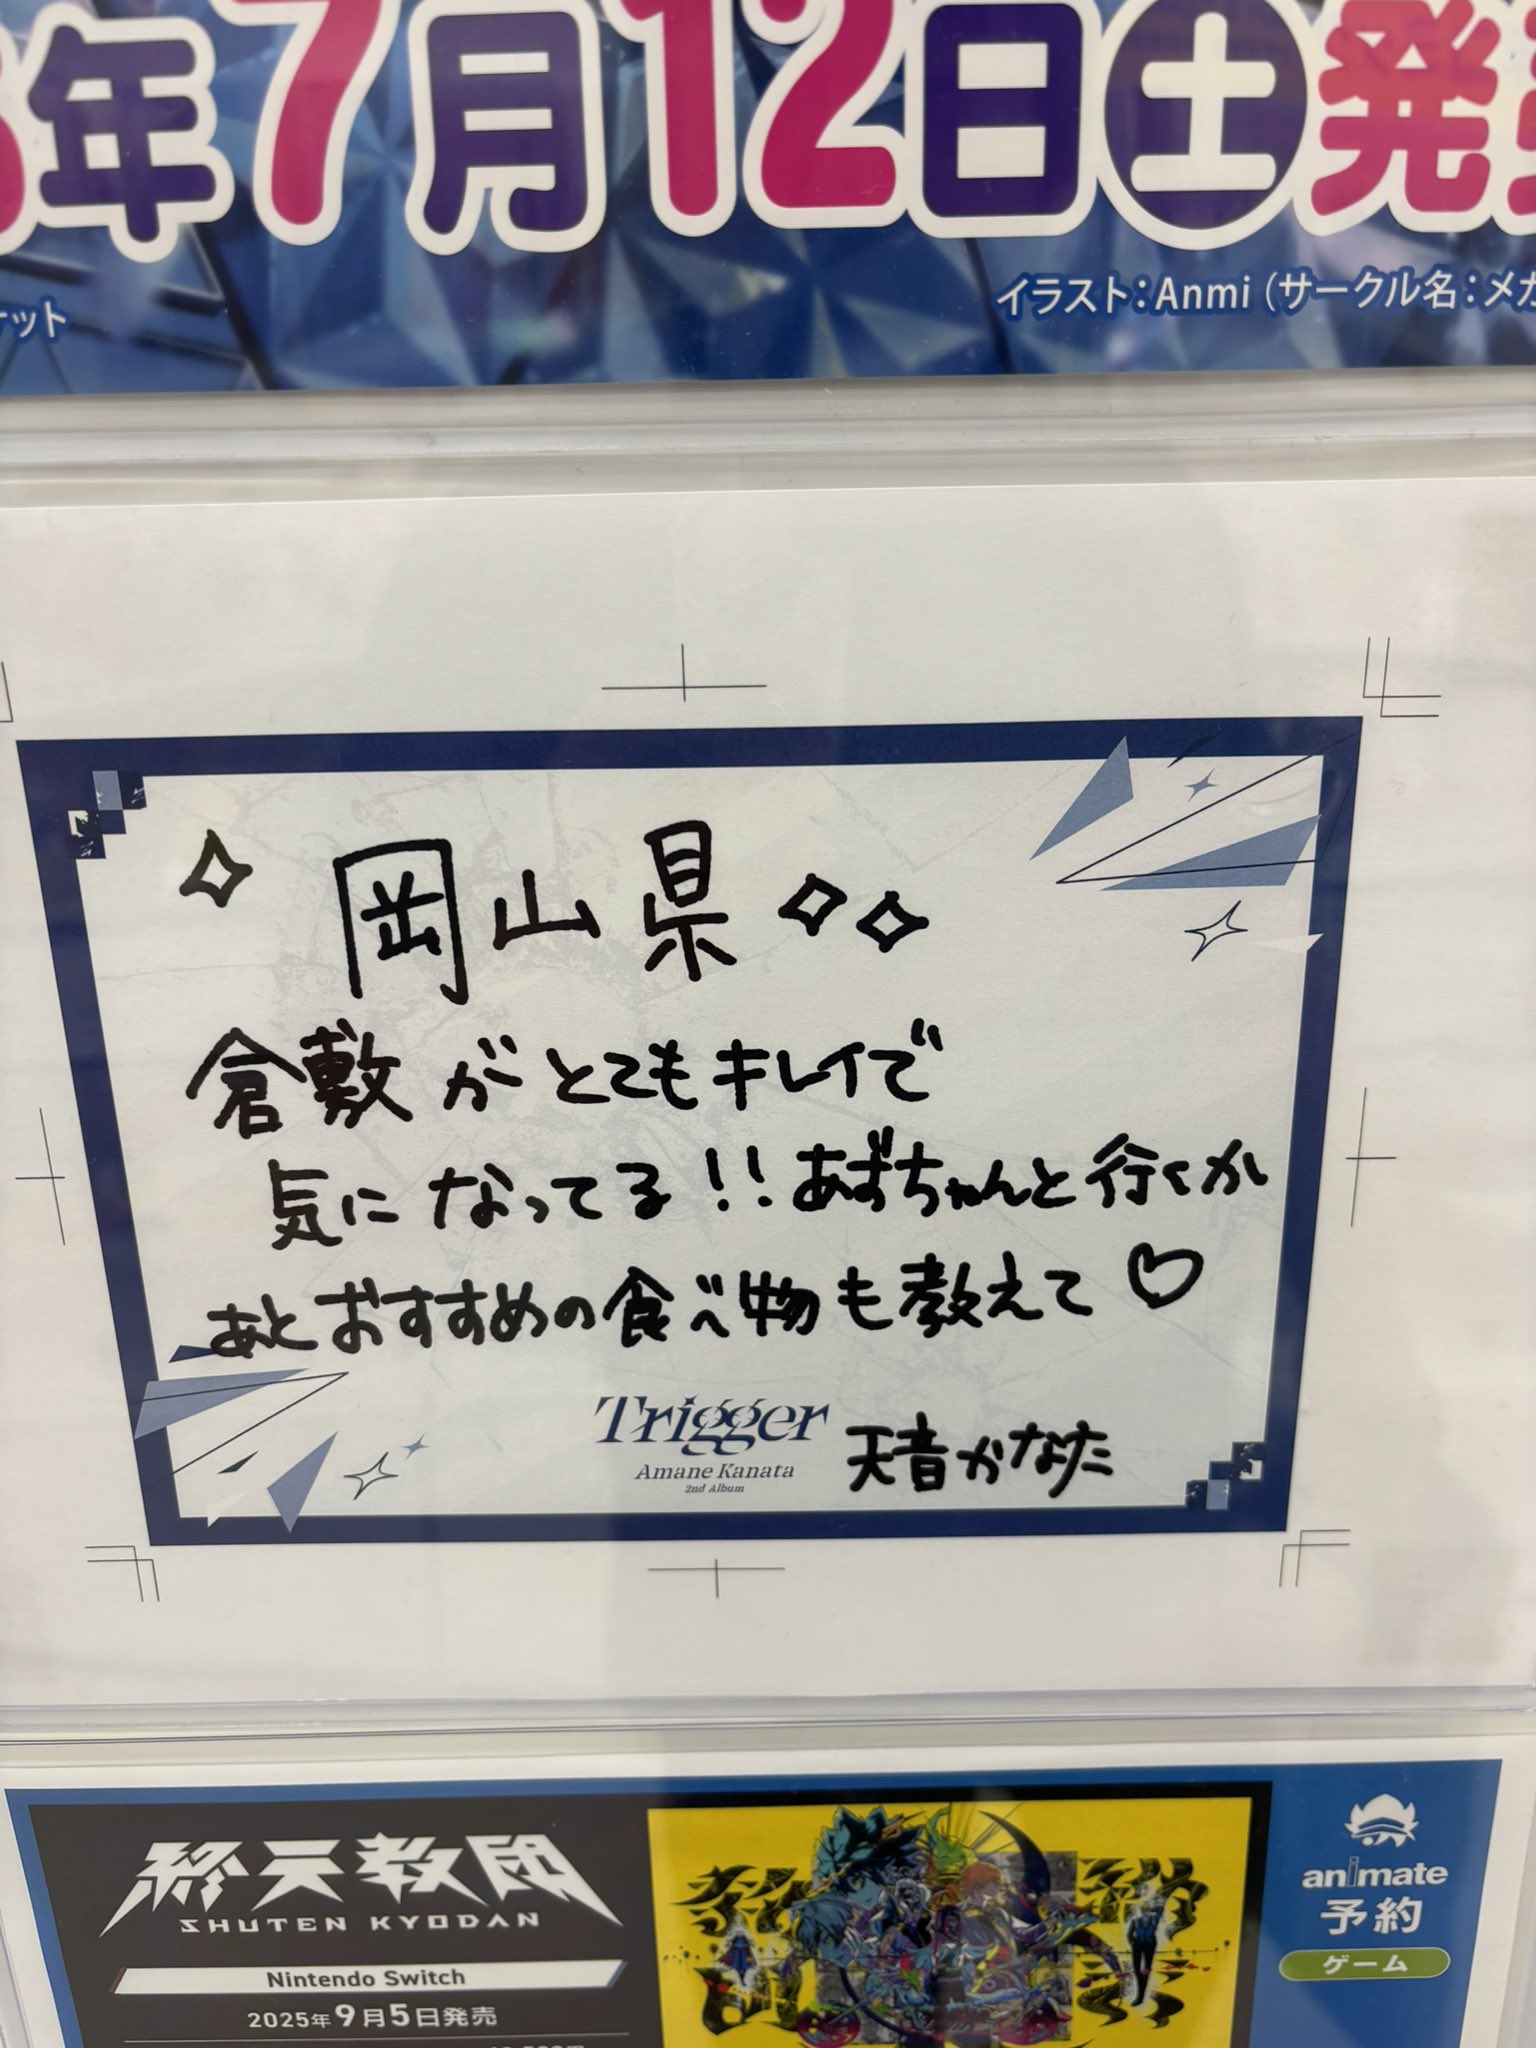 年7月12日土発
イラスト：Anmi（サークル名：メガ
ケット
岡山県
倉敷がとてもキレイで
気になってる!!あずちゃんと行くか
あとおすすめの食べ物も教えて♡
Trigger
Amane Kanata
2nd Album
天音かなた
終天教団
SHUTEN KYODAN
Nintendo Switch
2025年9月5日発売
animate
予約
ゲーム